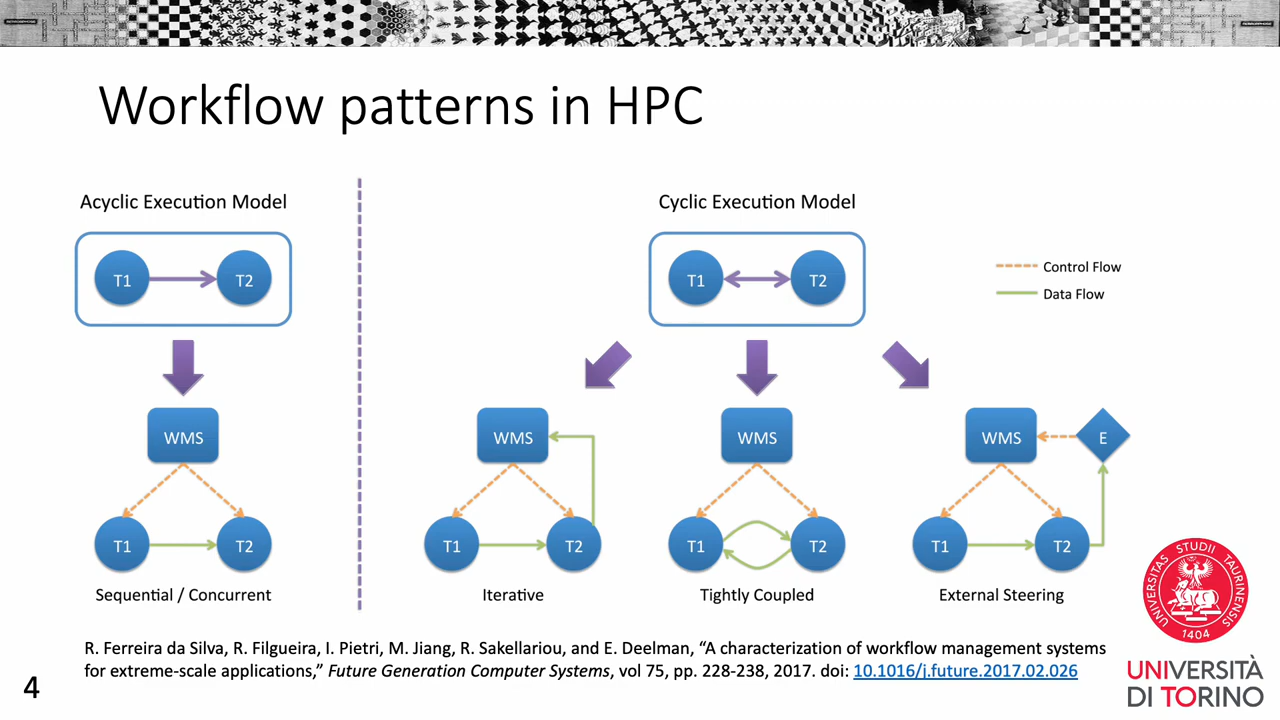 Workflow patterns in HPC
Acyclic Execution Model
T1
T2
WMS
T1
T2
Sequential / Concurrent
Cyclic Execution Model
T1
T2
Control Flow
Data Flow
WMS
T1
T2
Iterative
WMS
T1
T2
Tightly Coupled
WMS
E
T1
T2
External Steering
R. Ferreira da Silva, R. Filgueira, I. Pietri, M. Jiang, R. Sakellariou, and E. Deelman, “A characterization of workflow management systems
for extreme-scale applications,” Future Generation Computer Systems, vol 75, pp. 228-238, 2017. doi: 10.1016/j.future.2017.02.026
4
UNIVERSITAS STUDII TAURINENSIS
1404
UNIVERSITÀ
DI TORINO